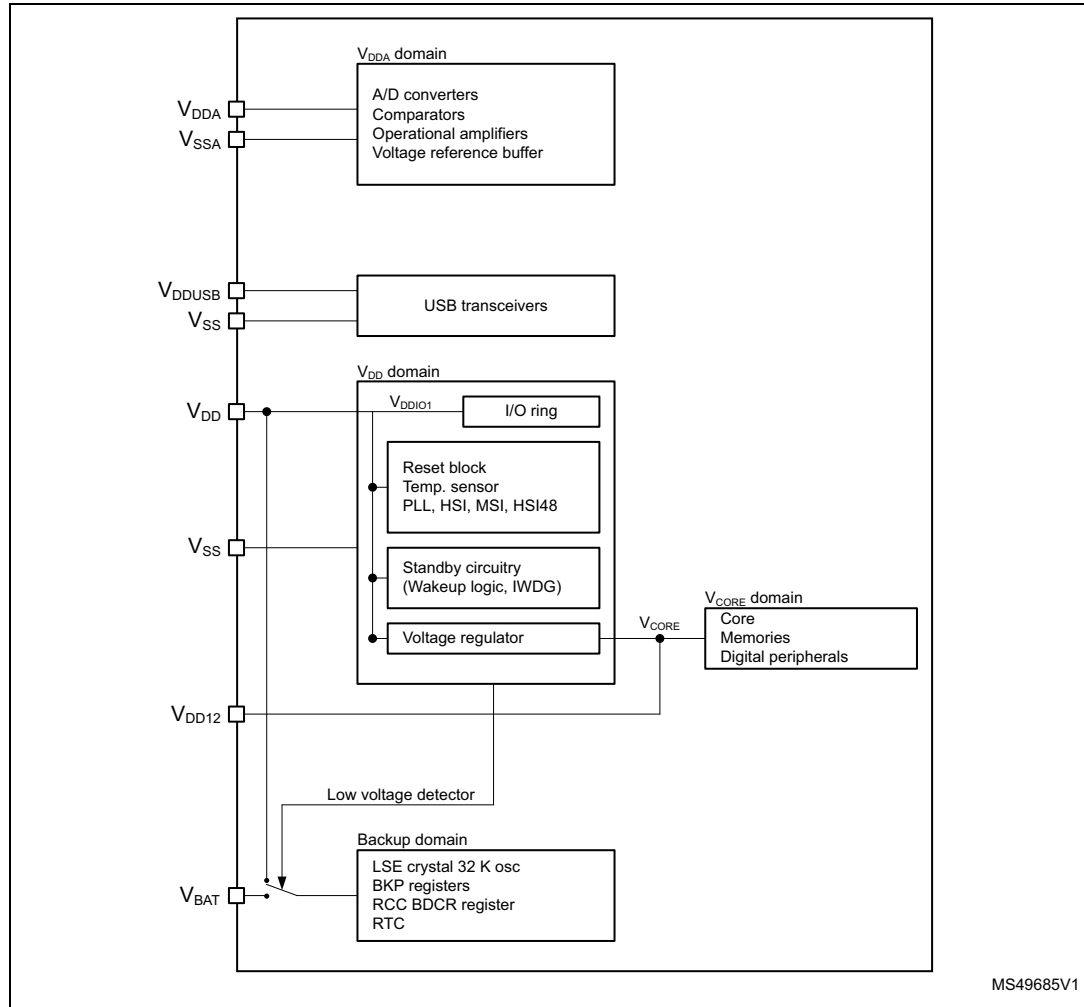 VDDA domain
A/D converters
Comparators
Operational amplifiers
Voltage reference buffer
VDDA
VSSA
VDDUSB
VSS
USB transceivers
VDD domain
VDD
VDDIO1
I/O ring
Reset block
Temp. sensor
PLL, HSI, MSI, HSI48
VSS
Standby circuitry
(Wakeup logic, IWDG)
Voltage regulator
VCORE
VCORE domain
Core
Memories
Digital peripherals
VDD12
Low voltage detector
Backup domain
LSE crystal 32 K osc
BKP registers
RCC BDCR register
RTC
VBAT
MS49685V1